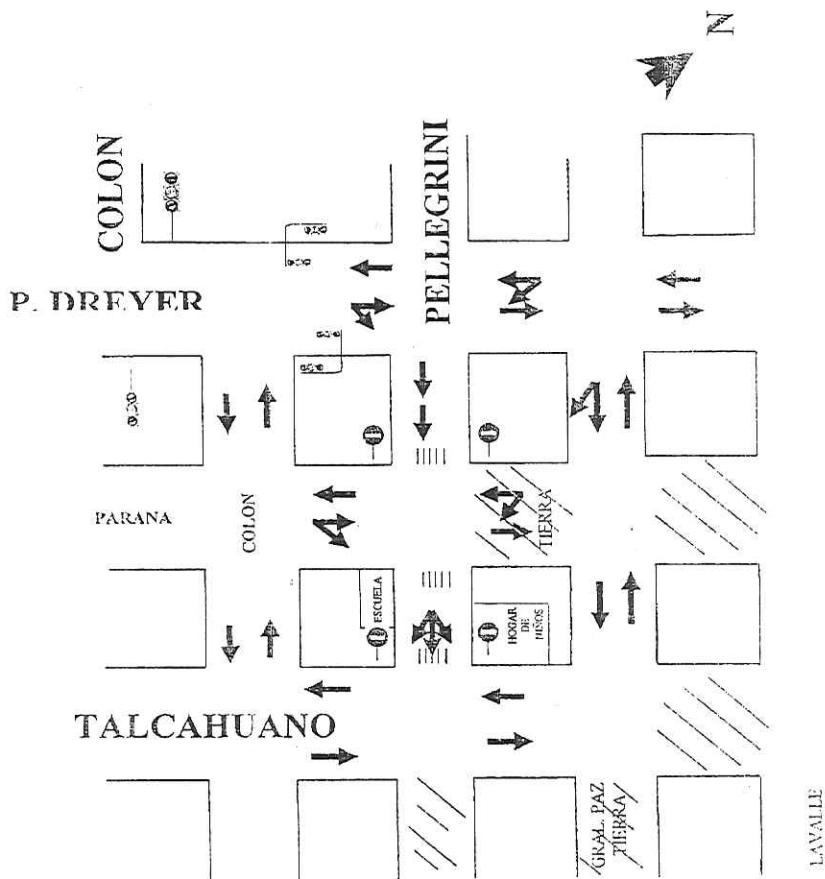 N
COLON
PELLEGRINI
P. DREYER
PARANA
COLON
TIERRA
ESCUELA
HOGAR
DE
NIÑOS
TALCAHUANO
GRAL. PAZ
TIERRA
LAVALLE